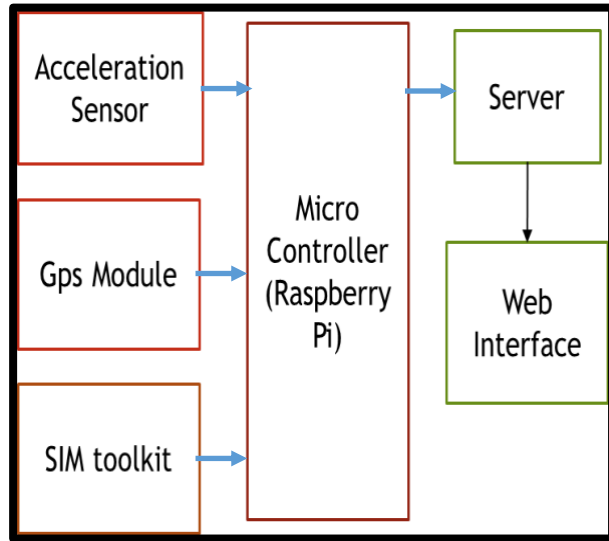 Acceleration
Sensor
Gps Module
SIM toolkit
Micro
Controller
(Raspberry
Pi)
Server
Web
Interface